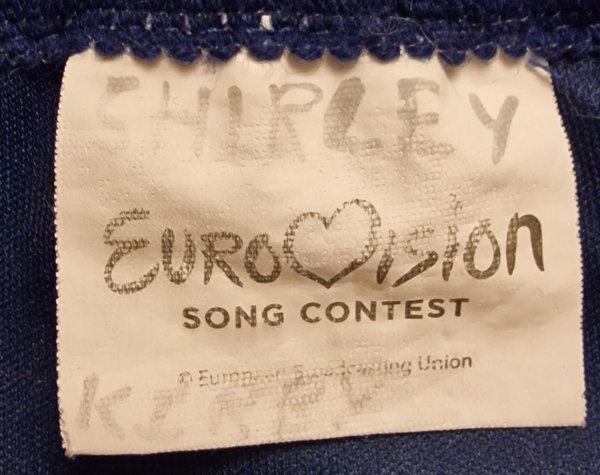 SHIRLEY
EUROVISION
SONG CONTEST
© European Broadcasting Union